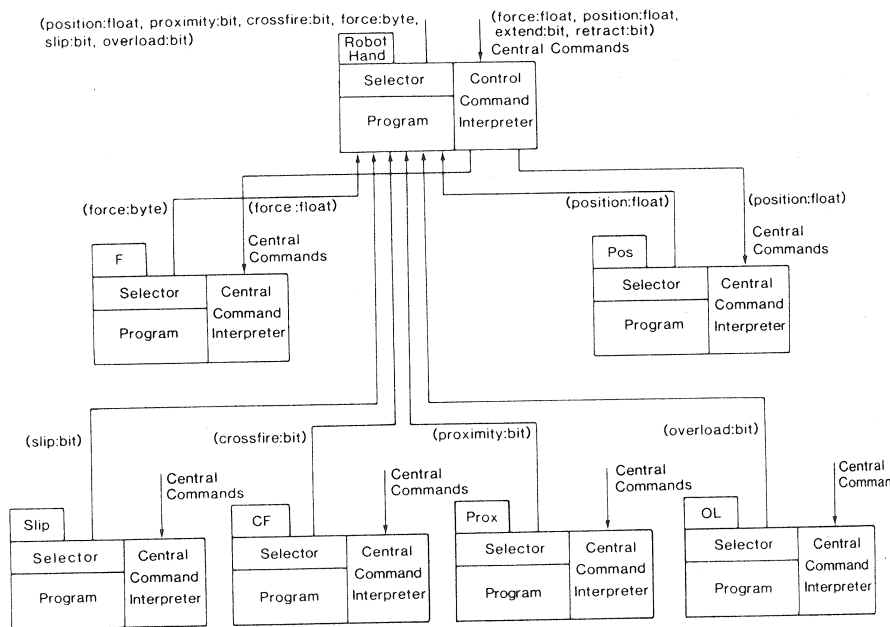 (position:float, proximity:bit, crossfire:bit, force:byte,
slip:bit, overload:bit)
(force:float, position:float,
extend:bit, retract:bit)
Central Commands
Robot
Hand
Selector
Program
Control
Command
Interpreter
(force:byte)
(force:float)
(position:float)
(position:float)
Central
Commands
F
Selector
Program
Central
Command
Interpreter
Central
Commands
Pos
Selector
Program
Central
Command
Interpreter
(slip:bit)
(crossfire:bit)
(proximity:bit)
(overload:bit)
Central
Commands
Slip
Selector
Program
Central
Command
Interpreter
Central
Commands
CF
Selector
Program
Central
Command
Interpreter
Central
Commands
Prox
Selector
Program
Central
Command
Interpreter
Central
Comman
OL
Selector
Program
Central
Command
Interpreter